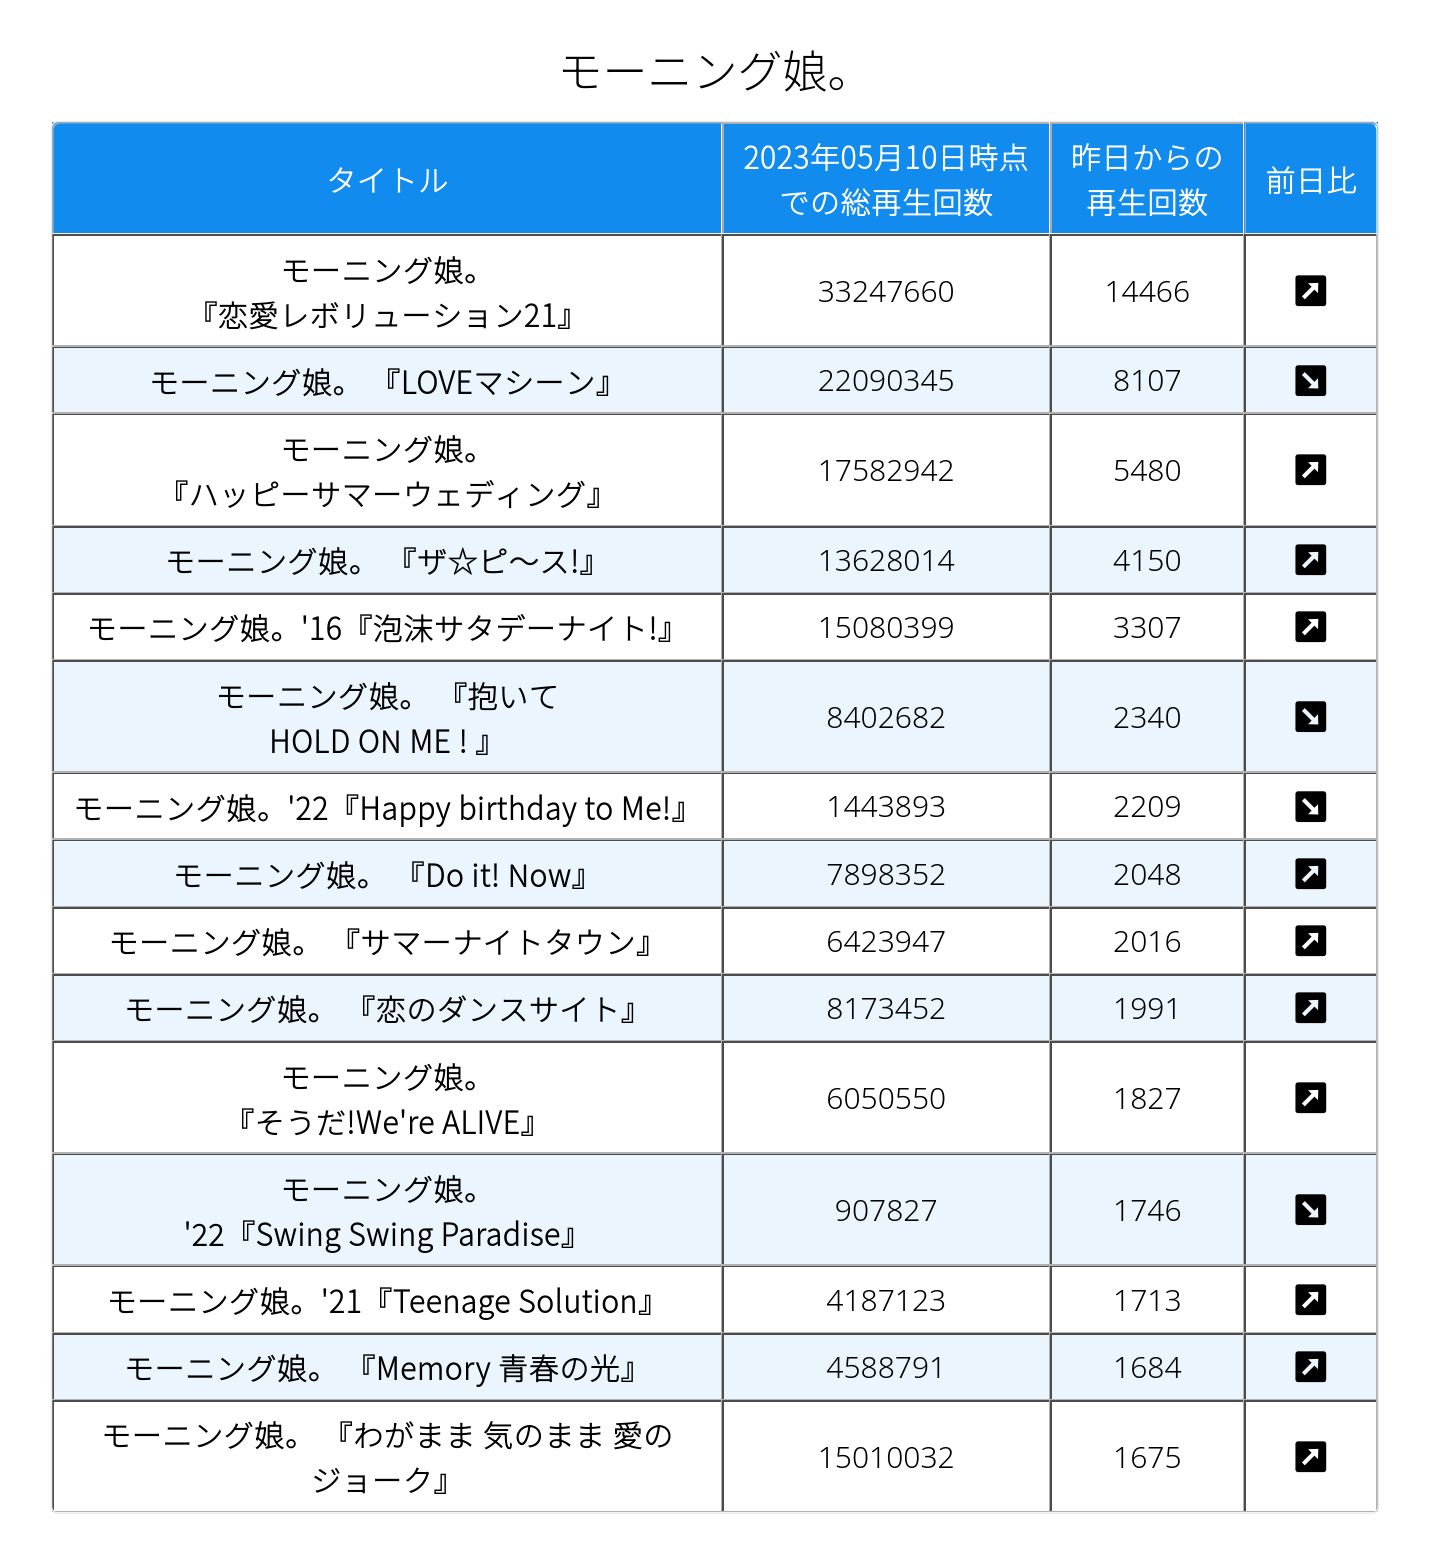 モーニング娘。
タイトル
2023年05月10日時点
での総再生回数
昨日からの
再生回数
前日比
モーニング娘。
『恋愛レボリューション21』
33247660
14466
モーニング娘。 『LOVEマシーン』
22090345
8107
モーニング娘。
『ハッピーサマーウェディング』
17582942
5480
モーニング娘。 『ザ☆ピ〜ス!』
13628014
4150
モーニング娘。'16『泡沫サタデーナイト!』
15080399
3307
モーニング娘。 『抱いて
HOLD ON ME ! 』
8402682
2340
モーニング娘。'22『Happy birthday to Me!』
1443893
2209
モーニング娘。 『Do it! Now』
7898352
2048
モーニング娘。 『サマーナイトタウン』
6423947
2016
モーニング娘。 『恋のダンスサイト』
8173452
1991
モーニング娘。
『そうだ!We're ALIVE』
6050550
1827
モーニング娘。
'22『Swing Swing Paradise』
907827
1746
モーニング娘。'21『Teenage Solution』
4187123
1713
モーニング娘。 『Memory 青春の光』
4588791
1684
モーニング娘。 『わがまま 気のまま 愛の
ジョーク』
15010032
1675